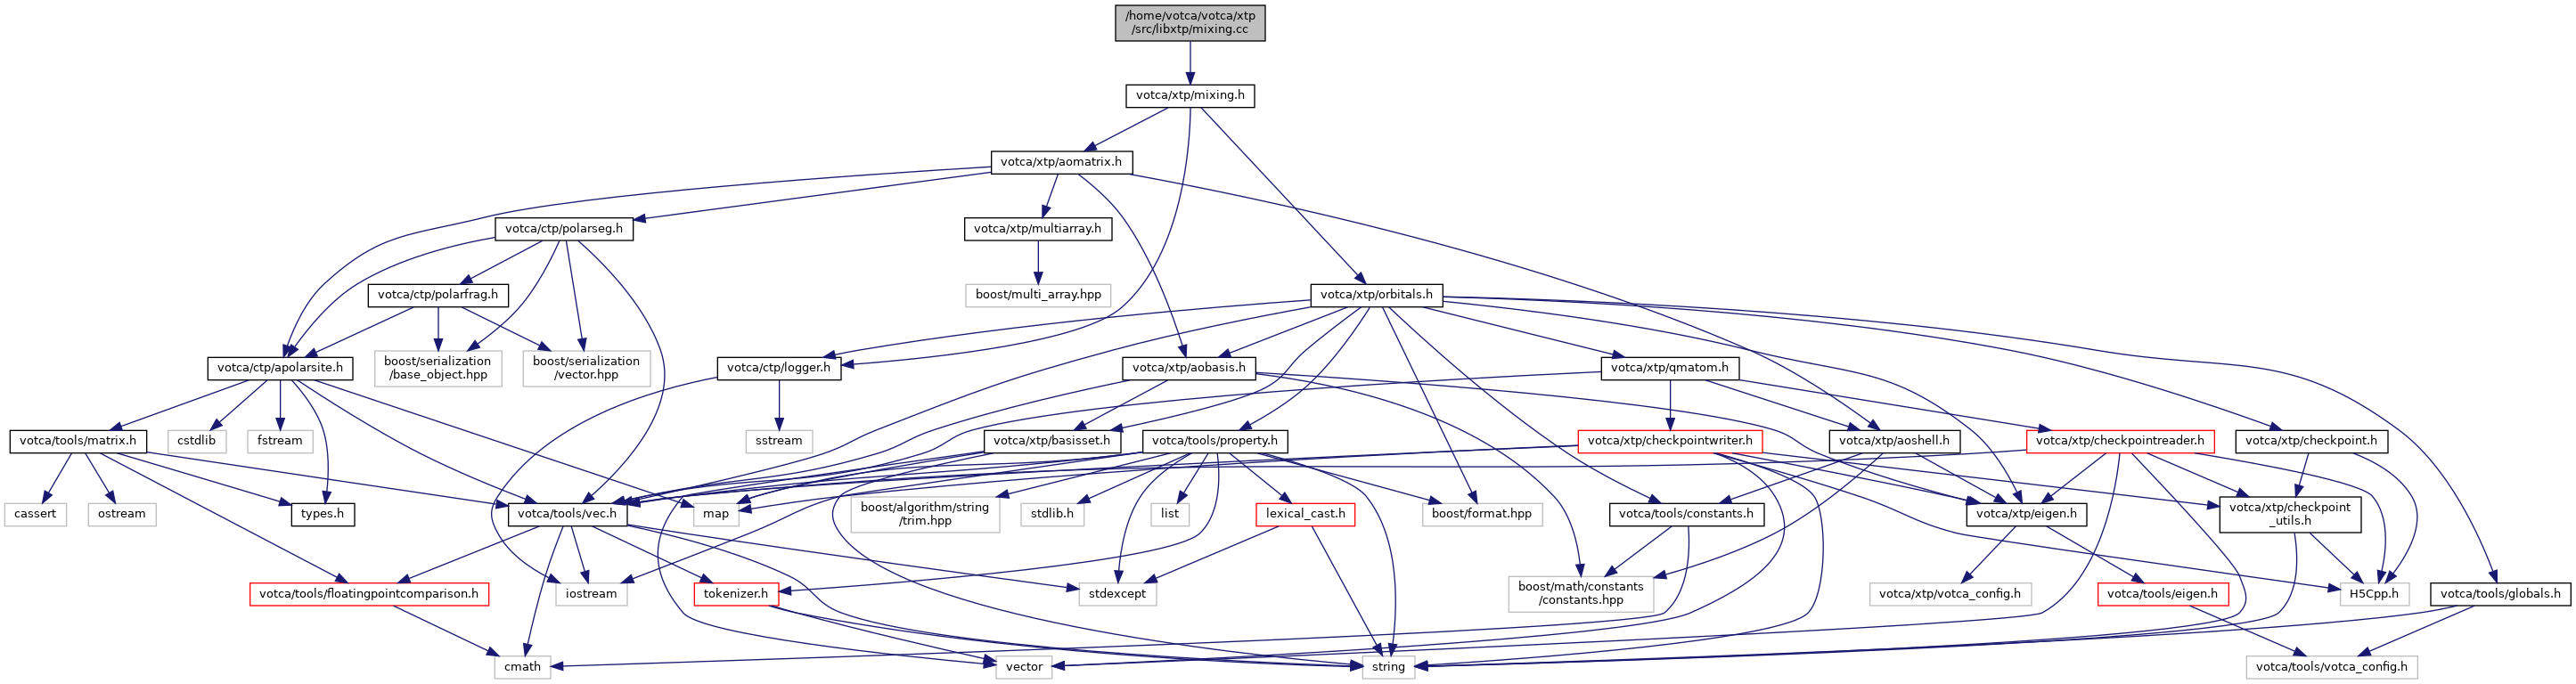 /home/votca/votca/xtp
/src/libxtp/mixing.cc
votca/xtp/mixing.h
votca/xtp/aomatrix.h
votca/ctp/polarseg.h
votca/xtp/multiarray.h
votca/ctp/polarfrag.h
boost/multi_array.hpp
votca/xtp/orbitals.h
votca/ctp/apolarsite.h
boost/serialization
/base_object.hpp
boost/serialization
/vector.hpp
votca/ctp/logger.h
votca/xtp/aobasis.h
votca/xtp/qmatom.h
votca/tools/matrix.h
cstdlib
fstream
sstream
votca/xtp/basisset.h
votca/tools/property.h
votca/xtp/checkpointwriter.h
votca/xtp/aoshell.h
votca/xtp/checkpointreader.h
votca/xtp/checkpoint.h
cassert
ostream
types.h
votca/tools/vec.h
map
boost/algorithm/string
/trim.hpp
stdlib.h
list
lexical_cast.h
boost/format.hpp
votca/tools/constants.h
votca/xtp/eigen.h
votca/xtp/checkpoint
_utils.h
votca/tools/floatingpointcomparison.h
iostream
tokenizer.h
stdexcept
boost/math/constants
/constants.hpp
votca/xtp/votca_config.h
votca/tools/eigen.h
H5Cpp.h
votca/tools/globals.h
cmath
vector
string
votca/tools/votca_config.h